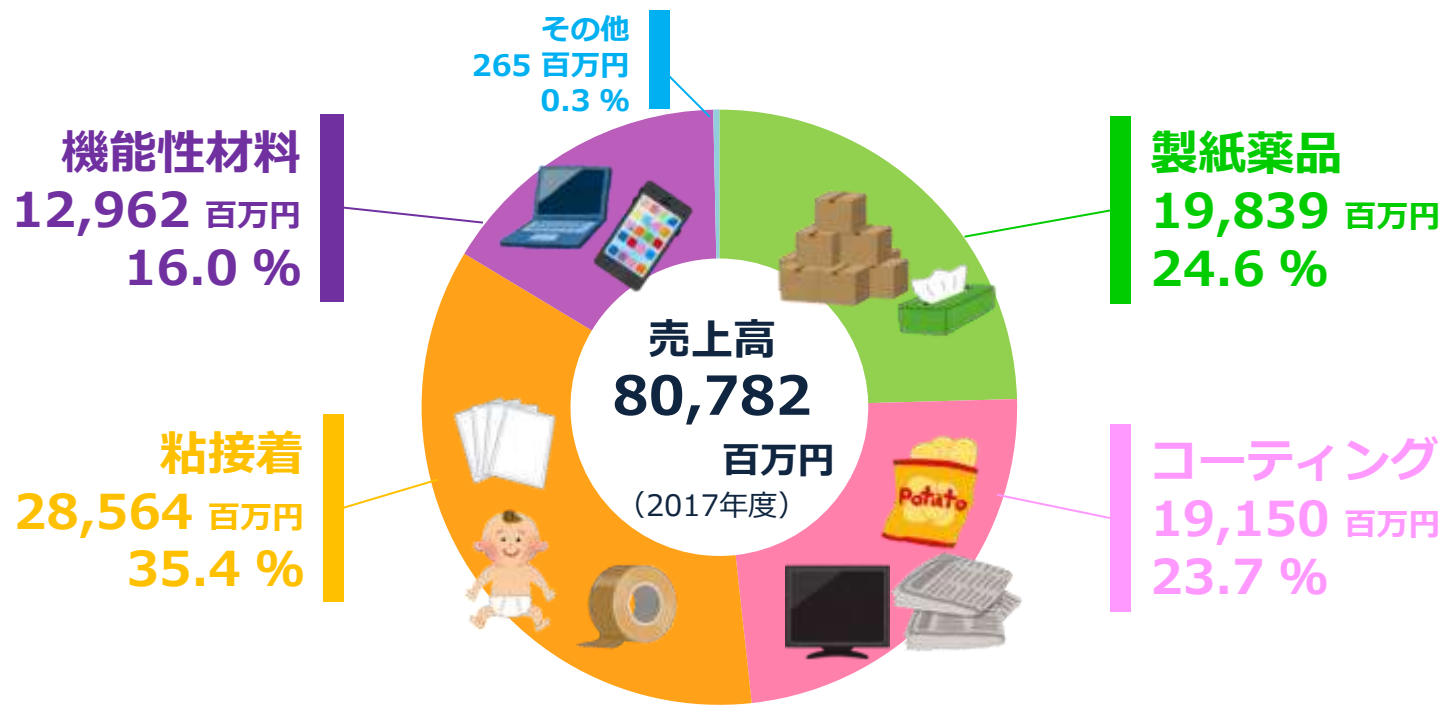 その他
265 百万円
0.3 %
機能性材料
12,962 百万円
16.0 %
製紙薬品
19,839 百万円
24.6 %
売上高
80,782
百万円
（2017年度）
粘接着
28,564 百万円
35.4 %
コーティング
19,150 百万円
23.7 %
Potato